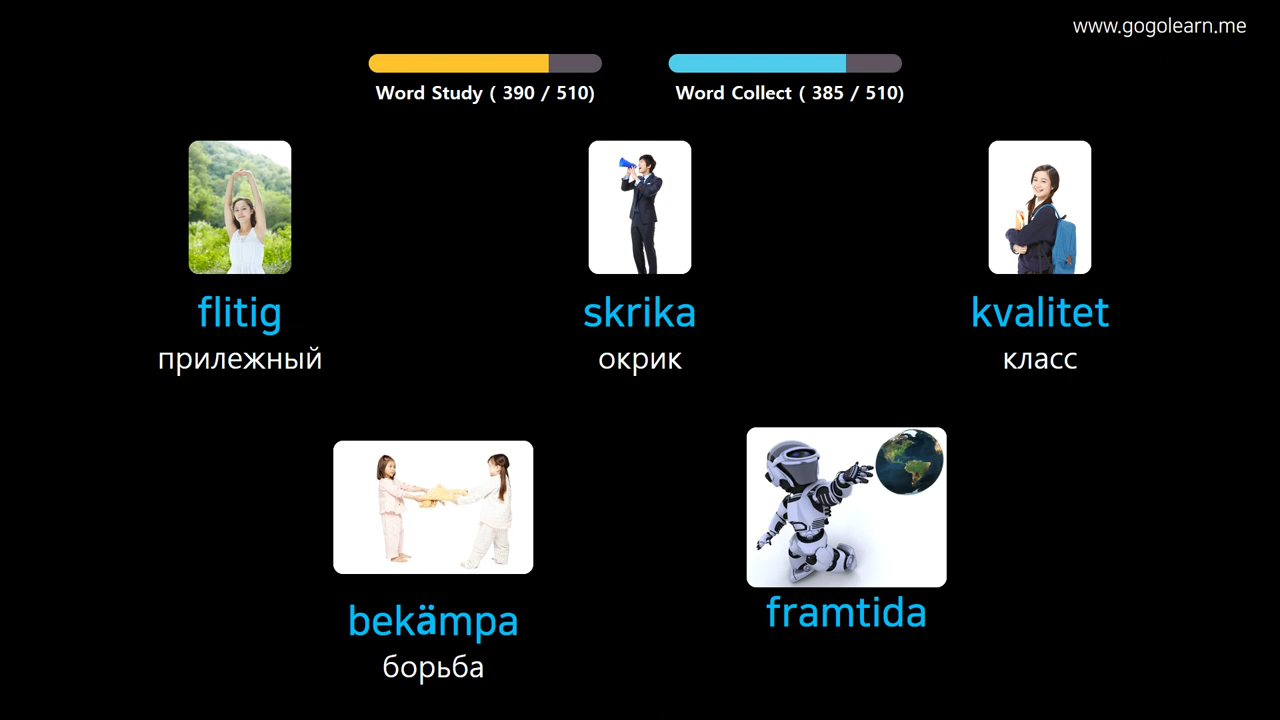 www.gogolearn.me
Word Study ( 390 / 510)
Word Collect ( 385 / 510)
flitig
прилежный
skrika
окрик
kvalitet
класс
bekämpa
борьба
framtida